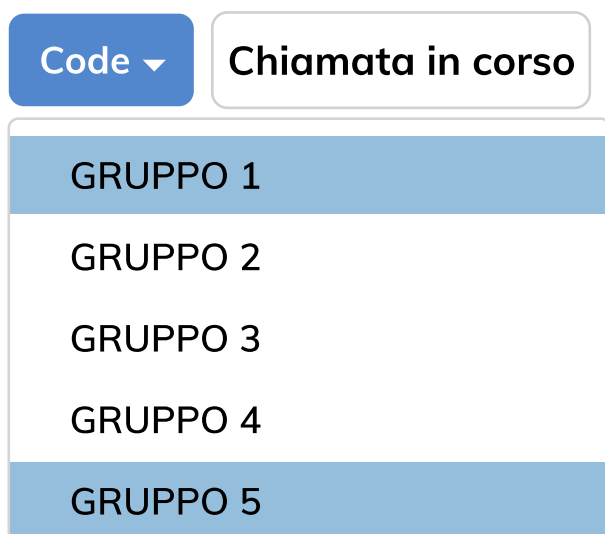 Code Chiamata in corso
GRUPPO 1
GRUPPO 2
GRUPPO 3
GRUPPO 4
GRUPPO 5